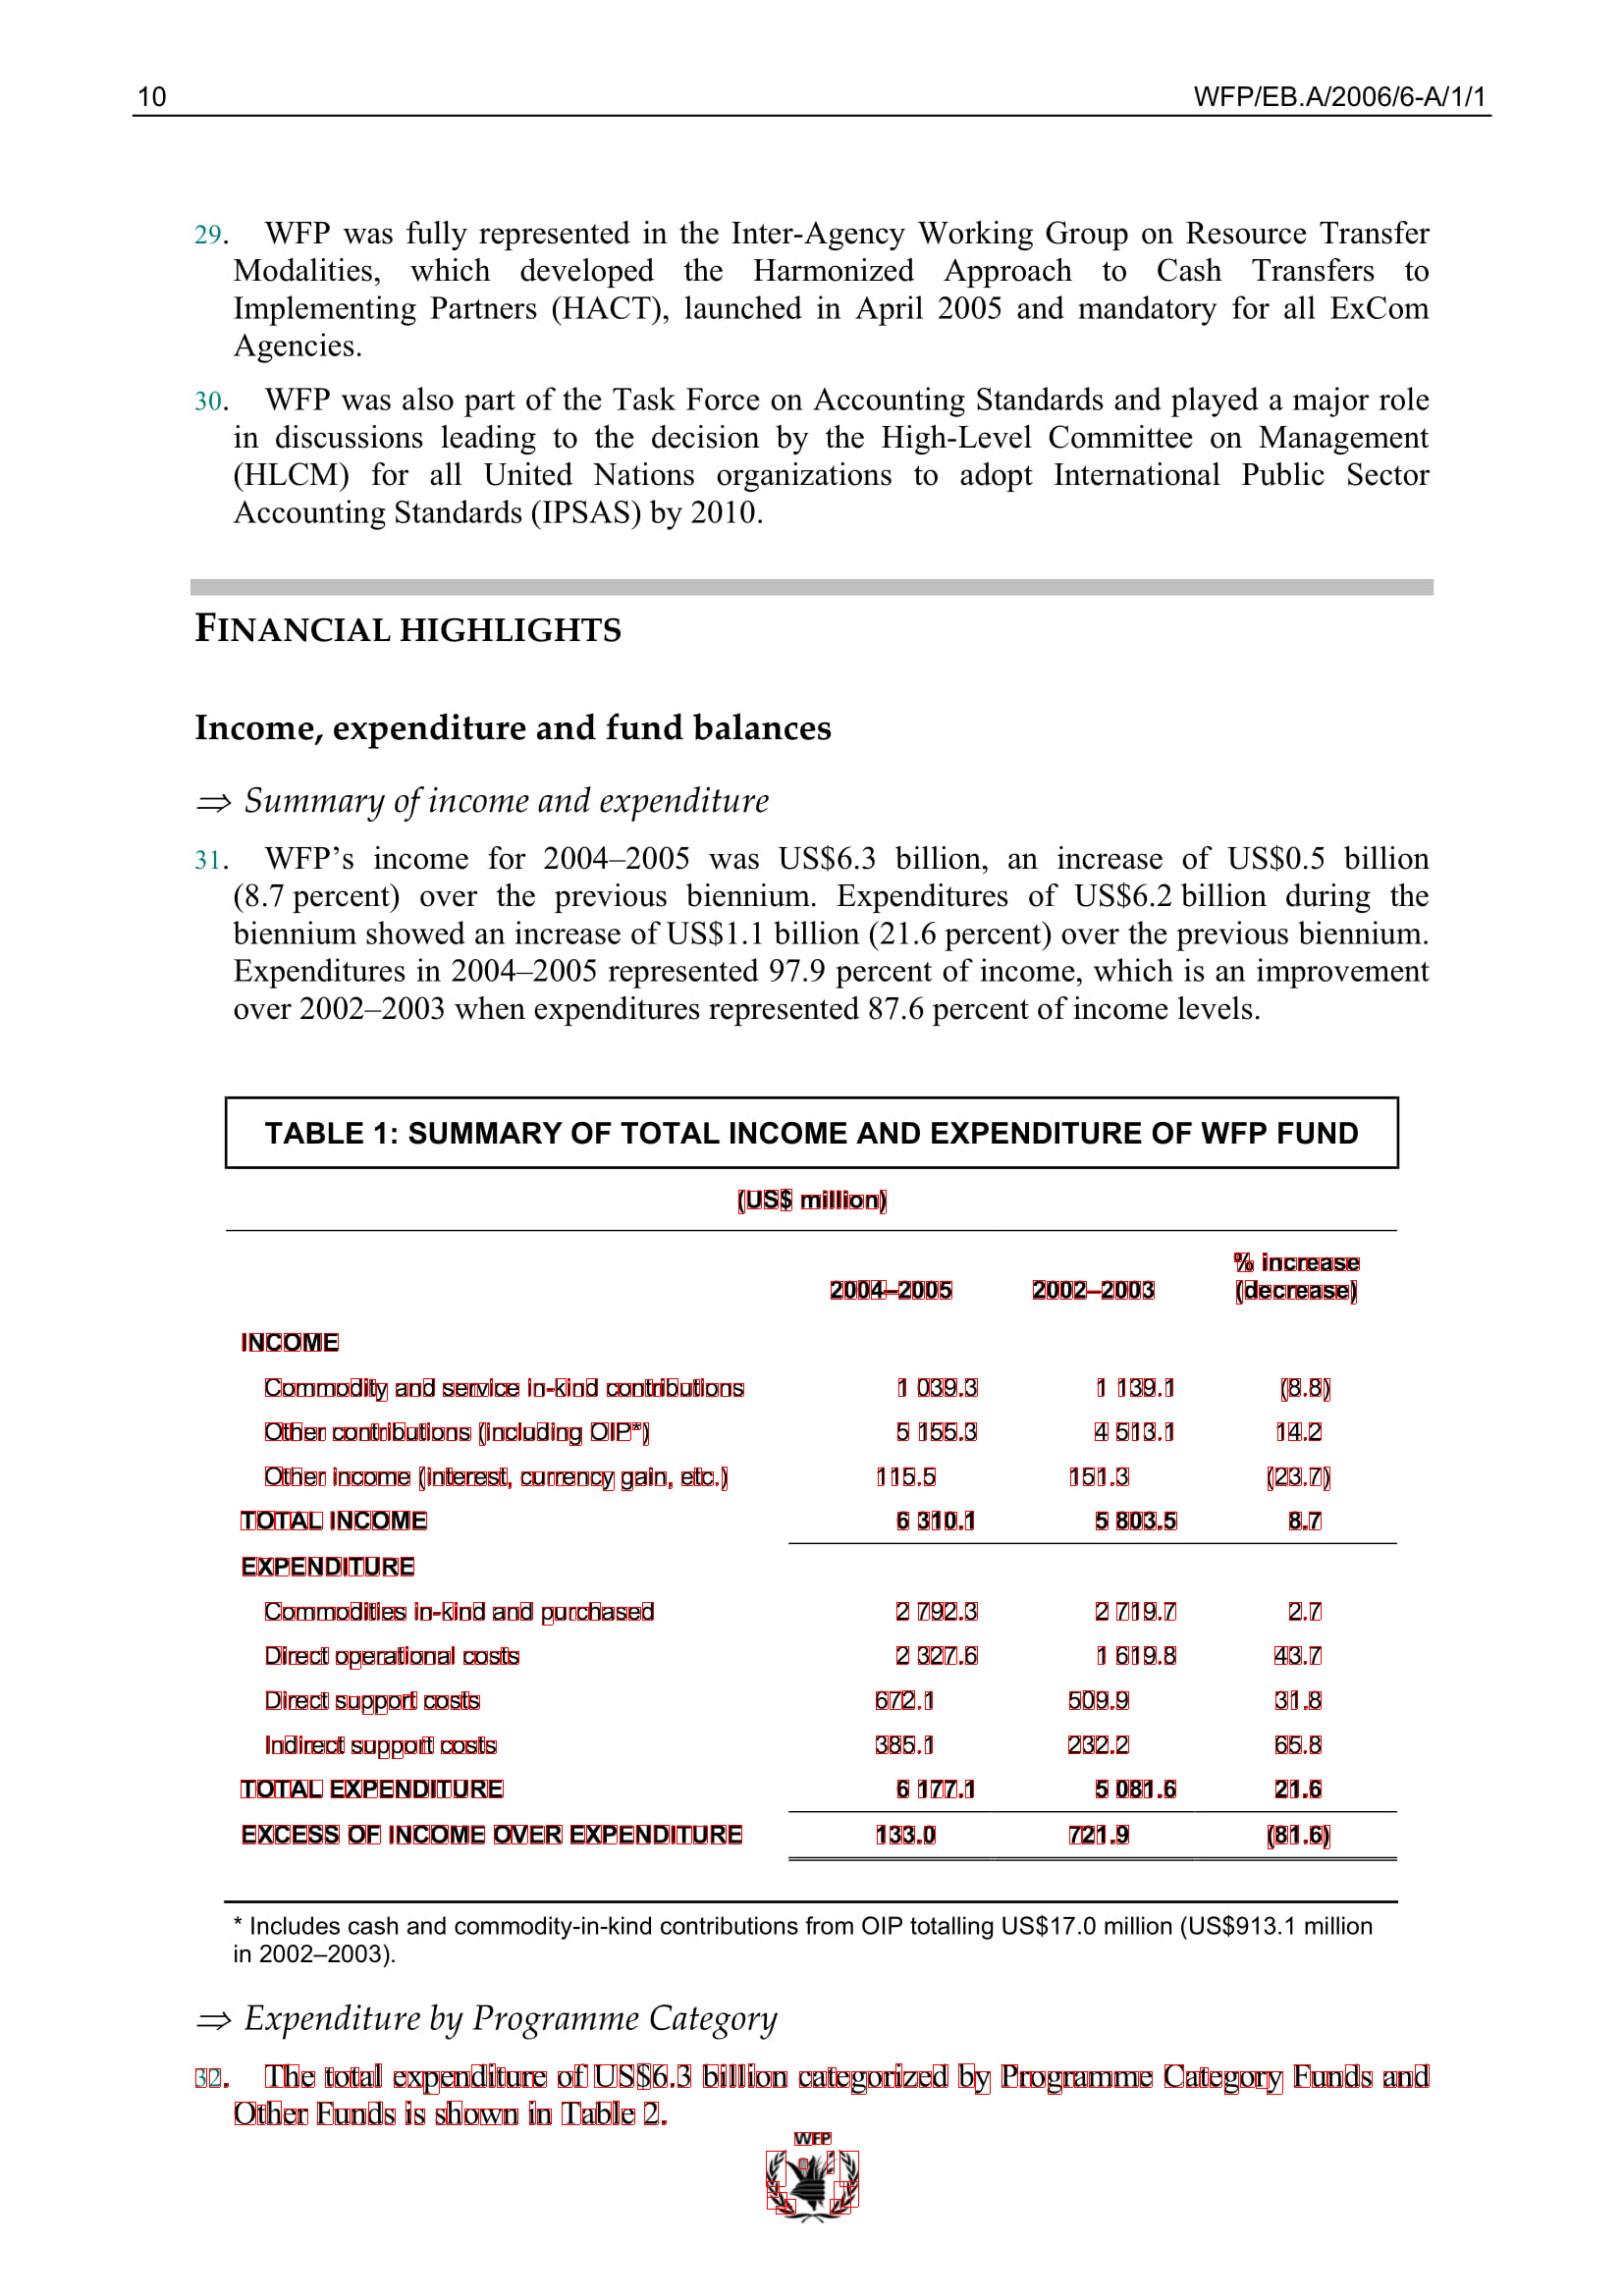 10 WFP/EB.A/2006/6-A/1/1
29. WFP was fully represented in the Inter-Agency Working Group on Resource Transfer
Modalities, which developed the Harmonized Approach to Cash Transfers to
Implementing Partners (HACT), launched in April 2005 and mandatory for all ExCom
Agencies.
30. WFP was also part of the Task Force on Accounting Standards and played a major role
in discussions leading to the decision by the High-Level Committee on Management
(HLCM) for all United Nations organizations to adopt International Public Sector
Accounting Standards (IPSAS) by 2010.
FINANCIAL HIGHLIGHTS
Income, expenditure and fund balances
⇒ Summary of income and expenditure
31. WFP’s income for 2004–2005 was US$6.3 billion, an increase of US$0.5 billion
(8.7 percent) over the previous biennium. Expenditures of US$6.2 billion during the
biennium showed an increase of US$1.1 billion (21.6 percent) over the previous biennium.
Expenditures in 2004–2005 represented 97.9 percent of income, which is an improvement
over 2002–2003 when expenditures represented 87.6 percent of income levels.
TABLE 1: SUMMARY OF TOTAL INCOME AND EXPENDITURE OF WFP FUND
(US$ million)
% increase
2004–2005 2002–2003 (decrease)
INCOME
Commodity and service in-kind contributions 1 039.3 1 139.1 (8.8)
Other contributions (including OIP*) 5 155.3 4 513.1 14.2
Other income (interest, currency gain, etc.) 115.5 151.3 (23.7)
TOTAL INCOME 6 310.1 5 803.5 8.7
EXPENDITURE
Commodities in-kind and purchased 2 792.3 2 719.7 2.7
Direct operational costs 2 327.6 1 619.8 43.7
Direct support costs 672.1 509.9 31.8
Indirect support costs 385.1 232.2 65.8
TOTAL EXPENDITURE 6 177.1 5 081.6 21.6
EXCESS OF INCOME OVER EXPENDITURE 133.0 721.9 (81.6)
* Includes cash and commodity-in-kind contributions from OIP totalling US$17.0 million (US$913.1 million
in 2002–2003).
⇒ Expenditure by Programme Category
32. The total expenditure of US$6.3 billion categorized by Programme Category Funds and
Other Funds is shown in Table 2.
WFP